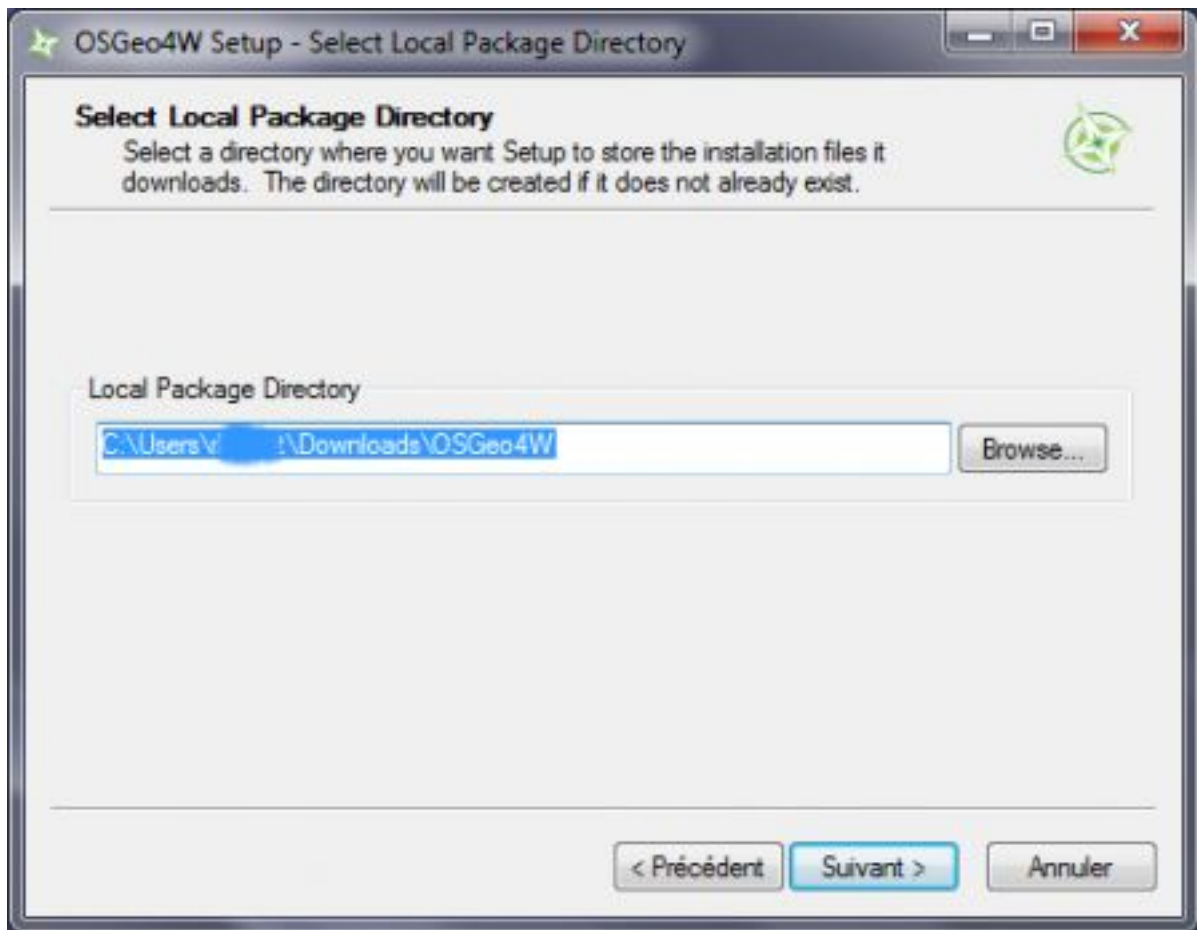 OSGeo4W Setup - Select Local Package Directory
Select Local Package Directory
Select a directory where you want Setup to store the installation files it
downloads. The directory will be created if it does not already exist.
Local Package Directory
\Downloads\OSGeo4W
Browse...
< Précédent
Suivant >
Annuler